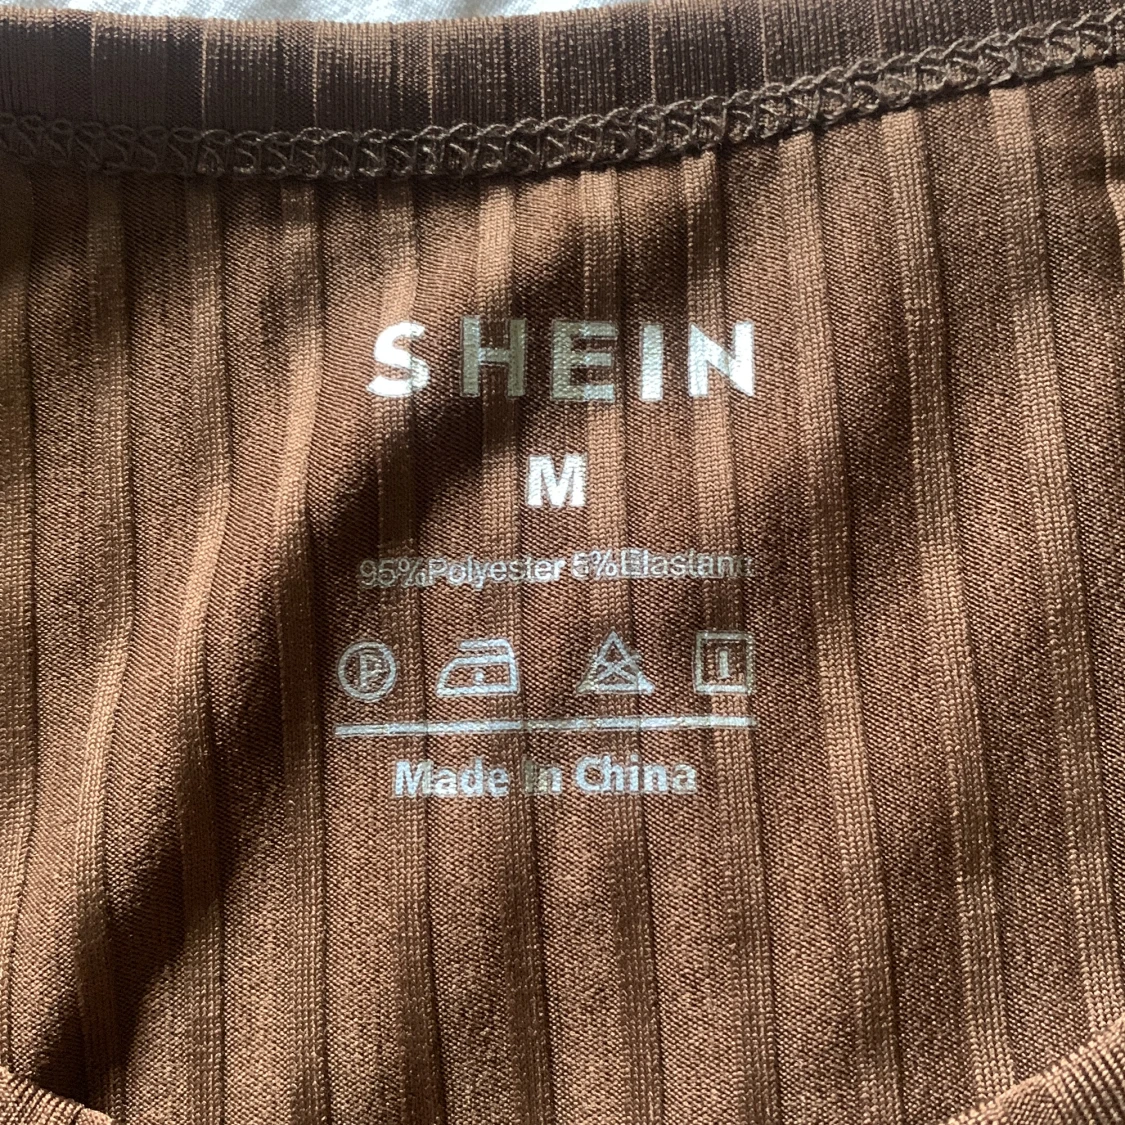 SHEIN
M
95%Polyester 5%Elastane
P
Made In China